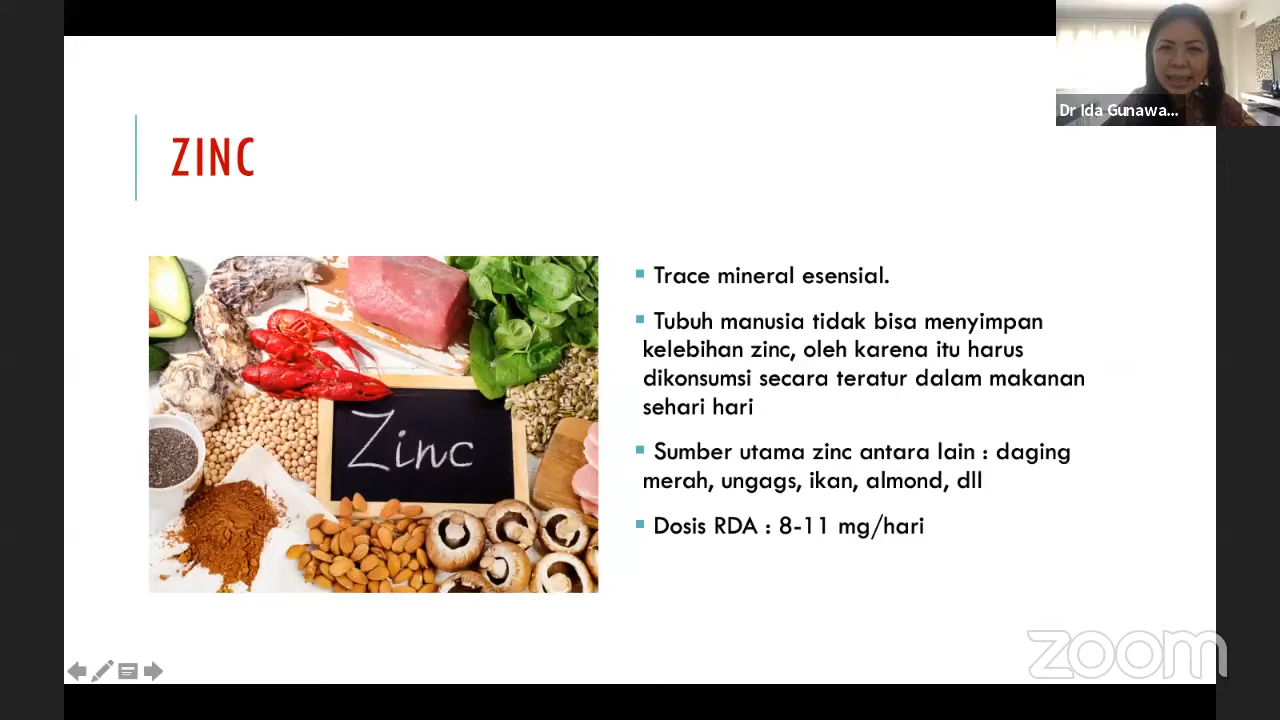 Dr Ida Gunawa...
ZINC
Zinc
Trace mineral esensial.
Tubuh manusia tidak bisa menyimpan
kelebihan zinc, oleh karena itu harus
dikonsumsi secara teratur dalam makanan
sehari hari
Sumber utama zinc antara lain : daging
merah, ungags, ikan, almond, dll
Dosis RDA : 8-11 mg/hari
zoom